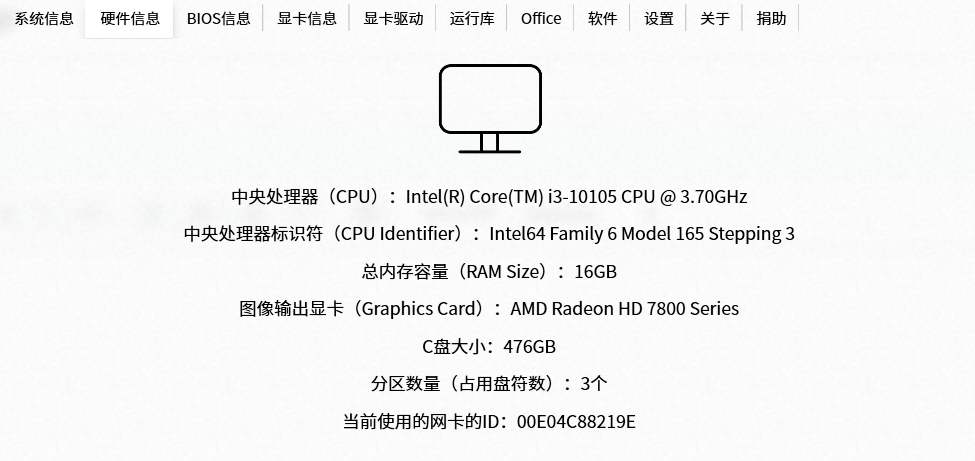 系统信息 硬件信息 BIOS信息 显卡信息 显卡驱动 运行库 Office 软件 设置 关于 捐助
中央处理器（CPU）：Intel(R) Core(TM) i3-10105 CPU @ 3.70GHz
中央处理器标识符（CPU Identifier）：Intel64 Family 6 Model 165 Stepping 3
总内存容量（RAM Size）：16GB
图像输出显卡（Graphics Card）：AMD Radeon HD 7800 Series
C盘大小：476GB
分区数量（占用盘符数）：3个
当前使用的网卡的ID：00E04C88219E